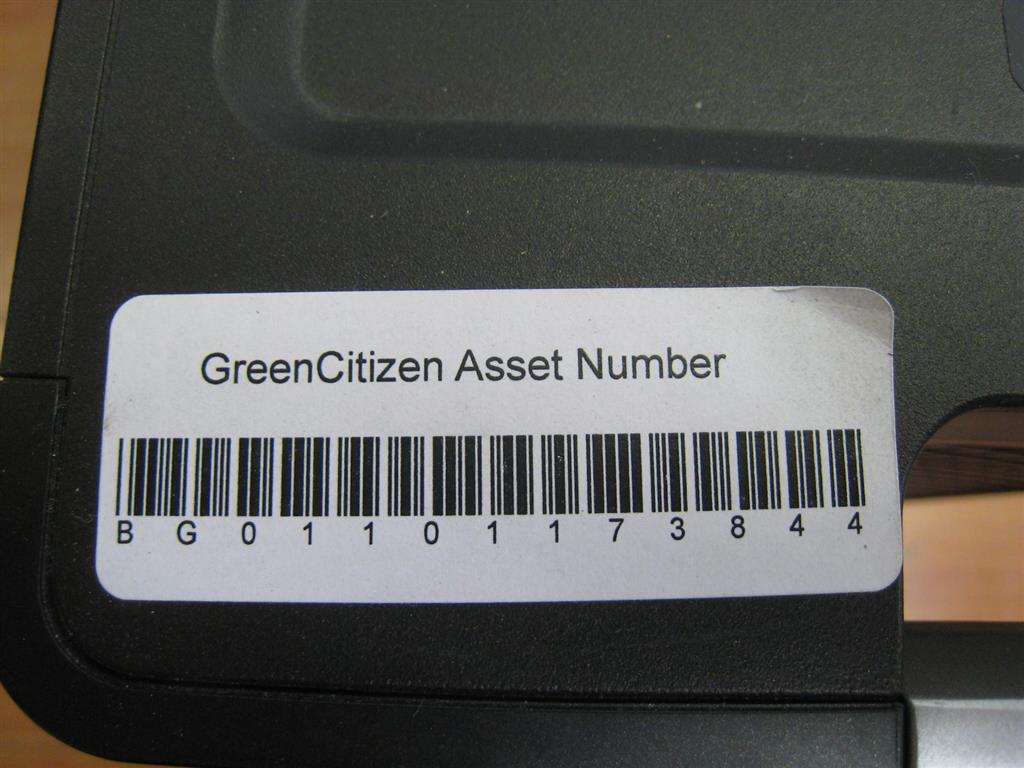 GreenCitizen Asset Number
B G 0 1 1 0 1 1 7 3 8 4 4